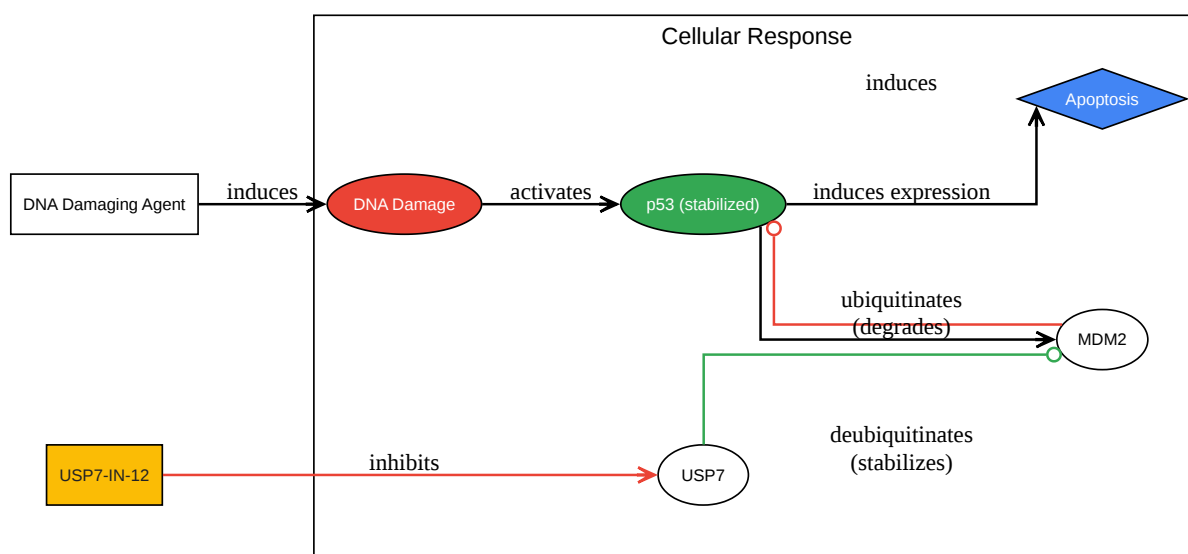 Cellular Response
induces
Apoptosis
DNA Damaging Agent
induces
DNA Damage
activates
p53 (stabilized)
induces expression
ubiquitinates
(degrades)
MDM2
deubiquitinates
(stabilizes)
USP7-IN-12
inhibits
USP7